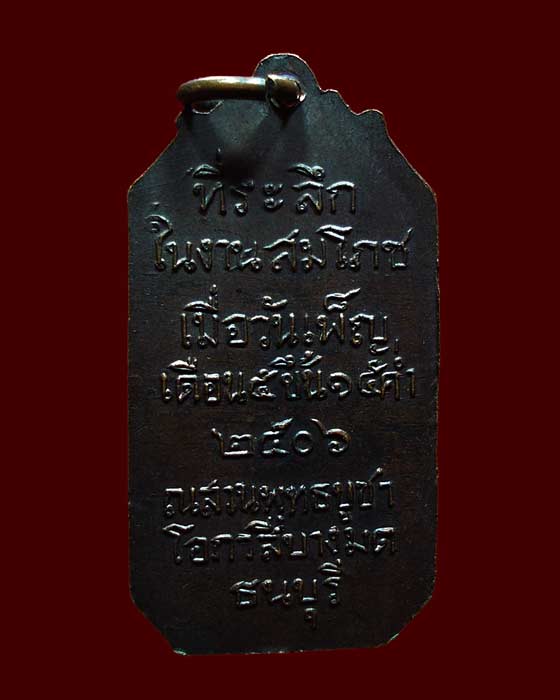 ที่ระลึก
ในงานสมโภช
เมื่อวันเพ็ญ
เดือน๕ขึ้น๑๕ค่ำ
๒๕๐๖
ณสวนพุทธบูชา
โอภาสีบางมด
ธนบุรี